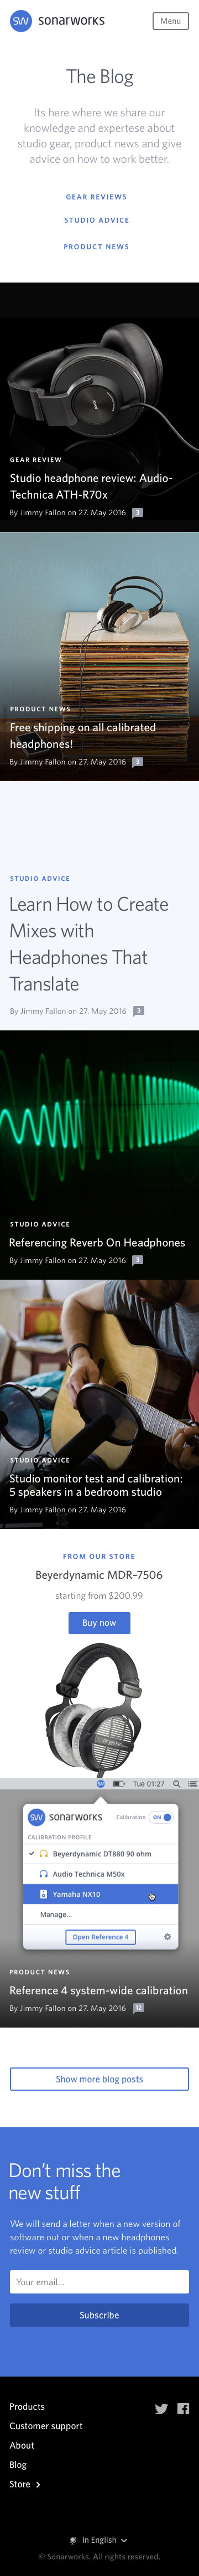 SW sonarworks
Menu
The Blog
Its here where we share our
knowledge and expertese about
studio gear, product news and give
advice on how to work better.
GEAR REVIEWS
STUDIO ADVICE
PRODUCT NEWS
GEAR REVIEW
Studio headphone review: Audio-
Technica ATH-R70x
By Jimmy Fallon on 27. May 2016 3
PRODUCT NEWS
Free shipping on all calibrated
headphones!
By Jimmy Fallon on 27. May 2016 3
STUDIO ADVICE
Learn How to Create
Mixes with
Headphones That
Translate
By Jimmy Fallon on 27. May 2016 3
STUDIO ADVICE
Referencing Reverb On Headphones
By Jimmy Fallon on 27. May 2016 3
STUDIO ADVICE
Studio monitor test and calibration:
5 speakers in a bedroom studio
By Jimmy Fallon on 27. May 2016
FROM OUR STORE
Beyerdynamic MDR-7506
starting from $200.99
Buy now
SW Tue 01:27
SW sonarworks
Calibration ON
CALIBRATION PROFILE
Beyerdynamic DT880 90 ohm
Audio Technica M50x
Yamaha NX10
Manage...
Open Reference 4
PRODUCT NEWS
Reference 4 system-wide calibration
By Jimmy Fallon on 27. May 2016 12
Show more blog posts
Don't miss the
new stuff
We will send a letter when a new version of
software comes out or when a new headphones
review or studio advice article is published.
Your email...
Subscribe
Products
Customer support
About
Blog
Store
In English
© Sonarworks. All rights reserved.